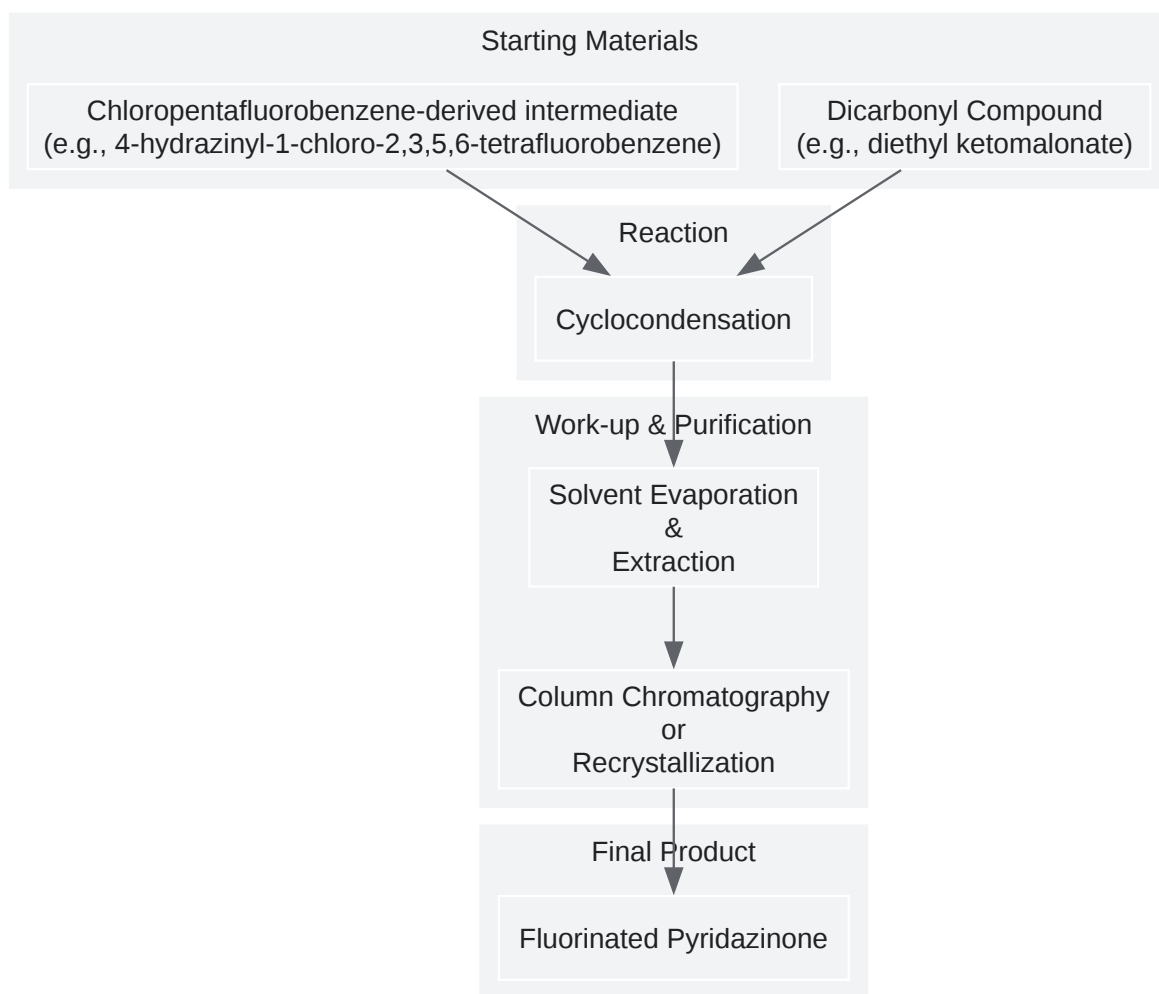 Starting Materials
Chloropentafluorobenzene-derived intermediate
(e.g., 4-hydrazinyl-1-chloro-2,3,5,6-tetrafluorobenzene)
Dicarbonyl Compound
(e.g., diethyl ketomalonate)
Reaction
Cyclocondensation
Work-up & Purification
Solvent Evaporation
&
Extraction
Column Chromatography
or
Recrystallization
Final Product
Fluorinated Pyridazinone